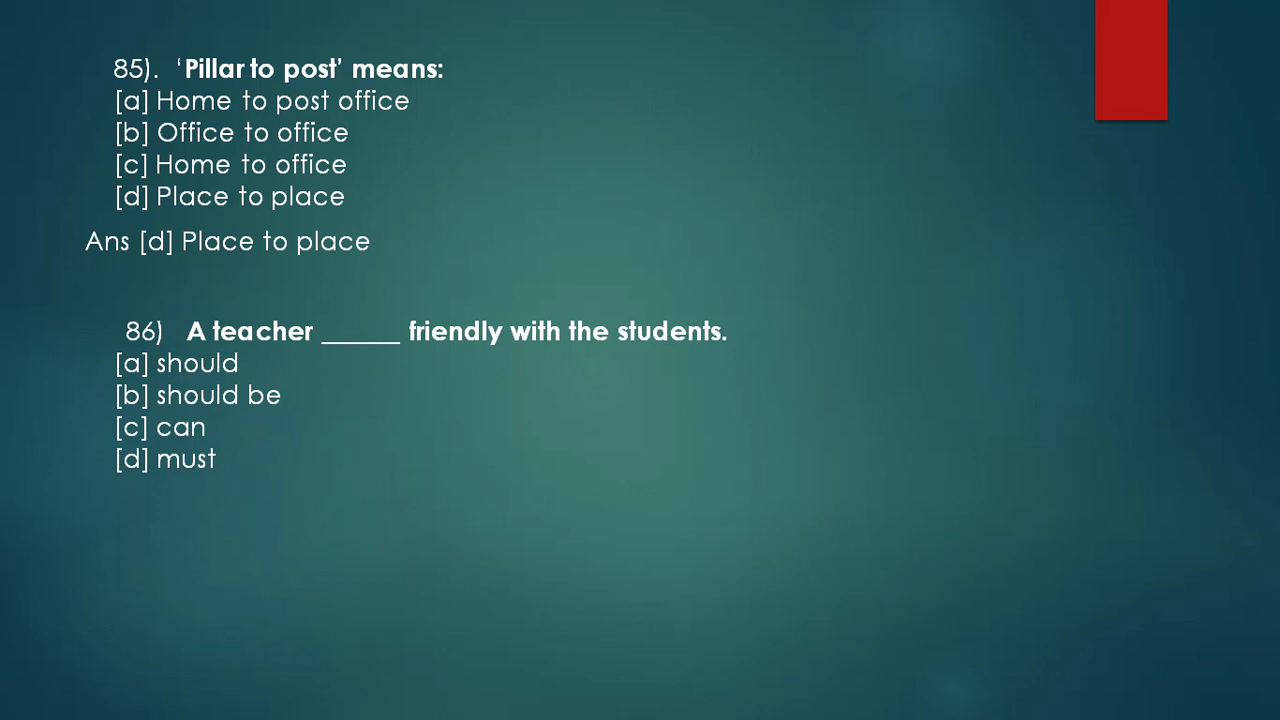 85). ‘Pillar to post’ means:
[a] Home to post office
[b] Office to office
[c] Home to office
[d] Place to place
Ans [d] Place to place
86) A teacher ______ friendly with the students.
[a] should
[b] should be
[c] can
[d] must